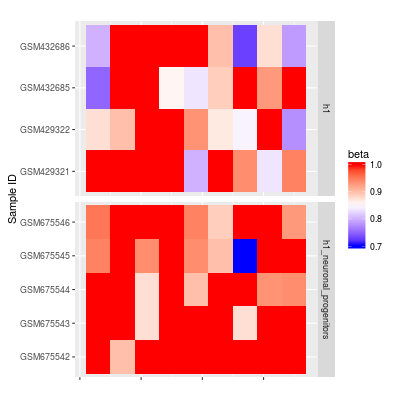 Sample ID
GSM432686
GSM432685
GSM429322
GSM429321
h1
GSM675546
GSM675545
GSM675544
GSM675543
GSM675542
h1_neuronal_progenitors
beta
1.0
0.9
0.8
0.7